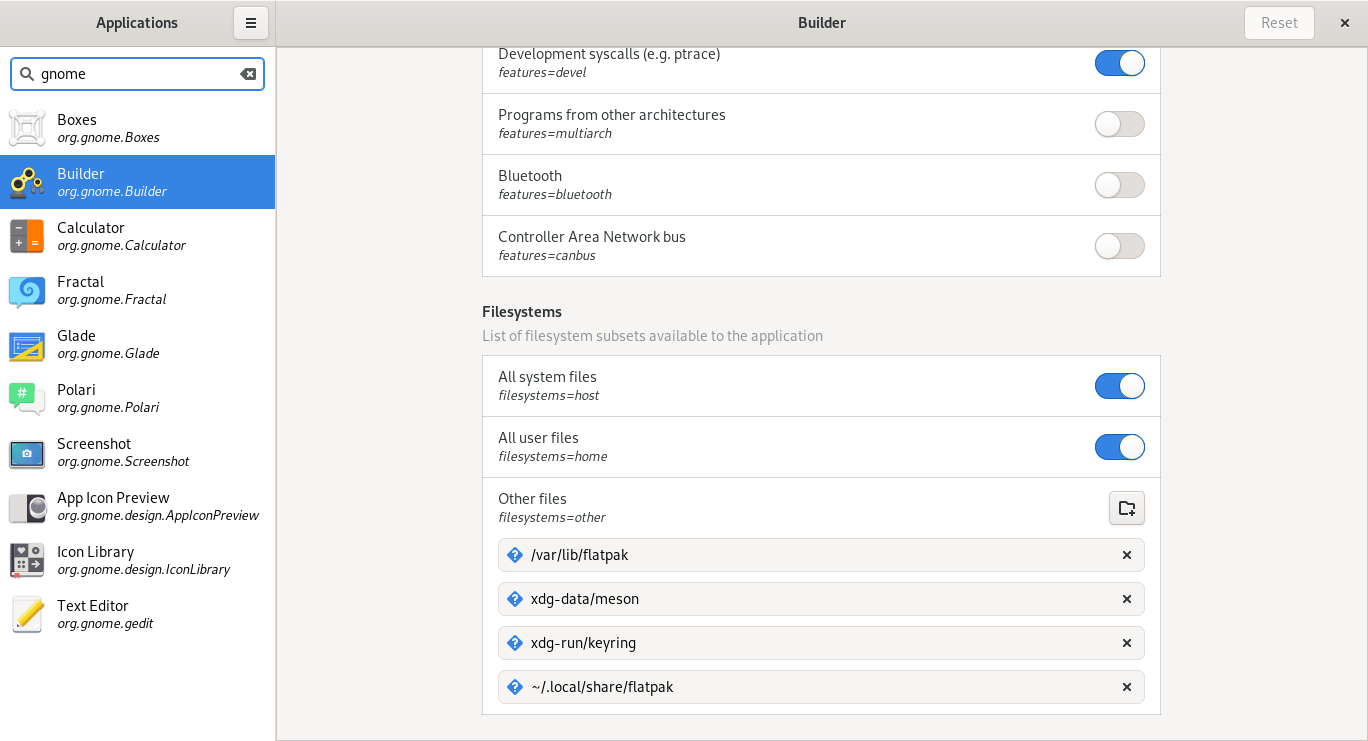 Applications
Builder
Reset
gnome
Boxes
org.gnome.Boxes
Builder
org.gnome.Builder
Calculator
org.gnome.Calculator
Fractal
org.gnome.Fractal
Glade
org.gnome.Glade
Polari
org.gnome.Polari
Screenshot
org.gnome.Screenshot
App Icon Preview
org.gnome.design.AppIconPreview
Icon Library
org.gnome.design.IconLibrary
Text Editor
org.gnome.gedit
Development syscalls (e.g. ptrace)
features=devel
Programs from other architectures
features=multiarch
Bluetooth
features=bluetooth
Controller Area Network bus
features=canbus
Filesystems
List of filesystem subsets available to the application
All system files
filesystems=host
All user files
filesystems=home
Other files
filesystems=other
/var/lib/flatpak
xdg-data/meson
xdg-run/keyring
~/.local/share/flatpak